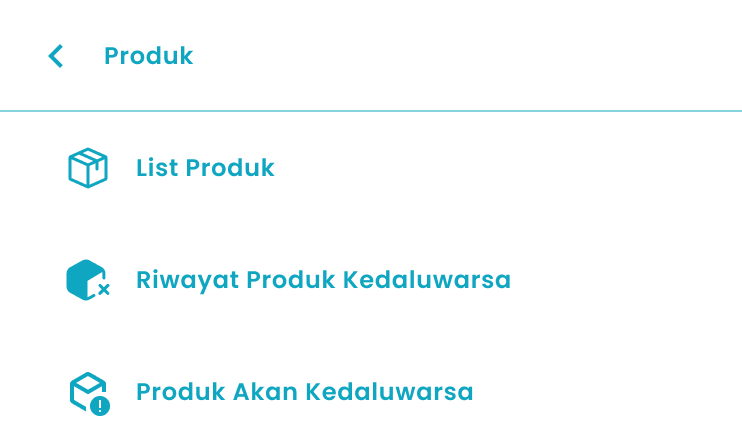 Produk
List Produk
Riwayat Produk Kedaluwarsa
Produk Akan Kedaluwarsa